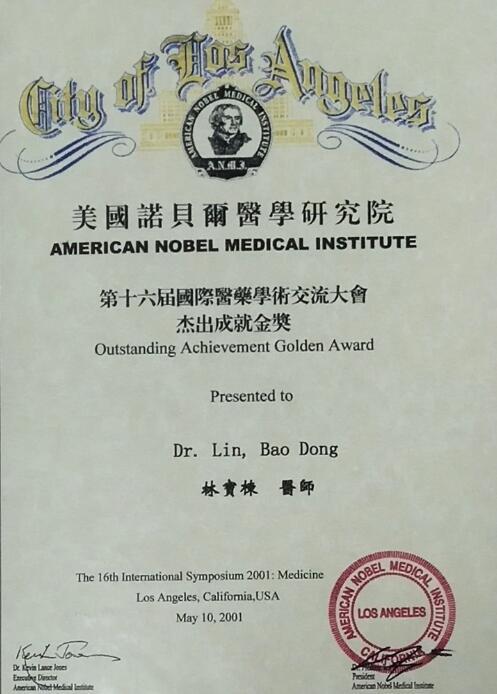 City of Los Angeles
AMERICAN NOBEL MEDICAL INSTITUTE
A.N.M.I.
美國諾貝爾醫學研究院
AMERICAN NOBEL MEDICAL INSTITUTE
第十六届國際醫藥學術交流大會
杰出成就金獎
Outstanding Achievement Golden Award
Presented to
Dr. Lin, Bao Dong
林寳棟 醫師
The 16th International Symposium 2001: Medicine
Los Angeles, California,USA
May 10, 2001
AMERICAN NOBEL MEDICAL INSTITUTE
LOS ANGELES
CALIFORNIA
Dr. Kevin Lance Jones
Executive Director
American Nobel Medical Institute
Dr.
President
American Nobel Medical Institute